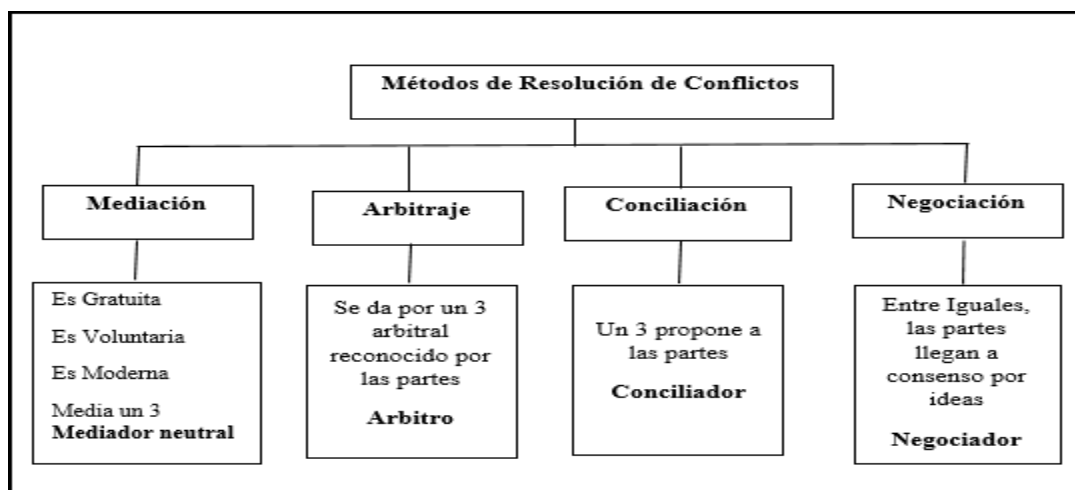 Métodos de Resolución de Conflictos
Mediación
Arbitraje
Conciliación
Negociación
Es Gratuita
Es Voluntaria
Es Moderna
Media un 3
Mediador neutral
Se da por un 3
arbitral
reconocido por
las partes
Arbitro
Un 3 propone a
las partes
Conciliador
Entre Iguales,
las partes
llegan a
consenso por
ideas
Negociador